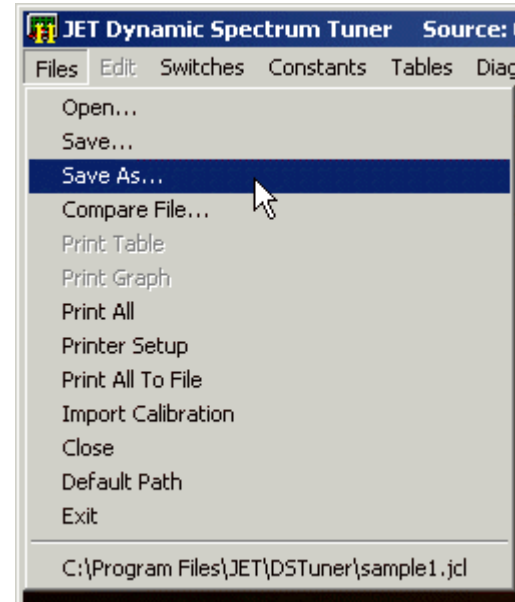 JET Dynamic Spectrum Tuner Source:
Files Edit Switches Constants Tables
Open...
Save...
Save As...
Compare File...
Print Table
Print Graph
Print All
Printer Setup
Print All To File
Import Calibration
Close
Default Path
Exit
C:\Program Files\JET\DSTuner\sample1.jcl